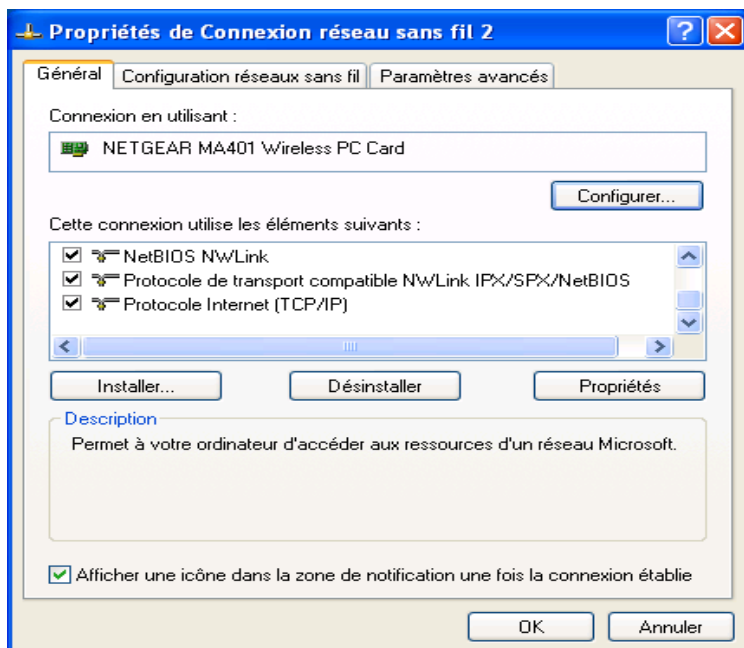 Propriétés de Connexion réseau sans fil 2
Général Configuration réseaux sans fil Paramètres avancés
Connexion en utilisant :
NETGEAR MA401 Wireless PC Card
Configurer...
Cette connexion utilise les éléments suivants :
NetBIOS NWLink
Protocole de transport compatible NWLink IPX/SPX/NetBIOS
Protocole Internet (TCP/IP)
Installer... Désinstaller Propriétés
Description
Permet à votre ordinateur d'accéder aux ressources d'un réseau Microsoft.
Afficher une icône dans la zone de notification une fois la connexion établie
OK Annuler